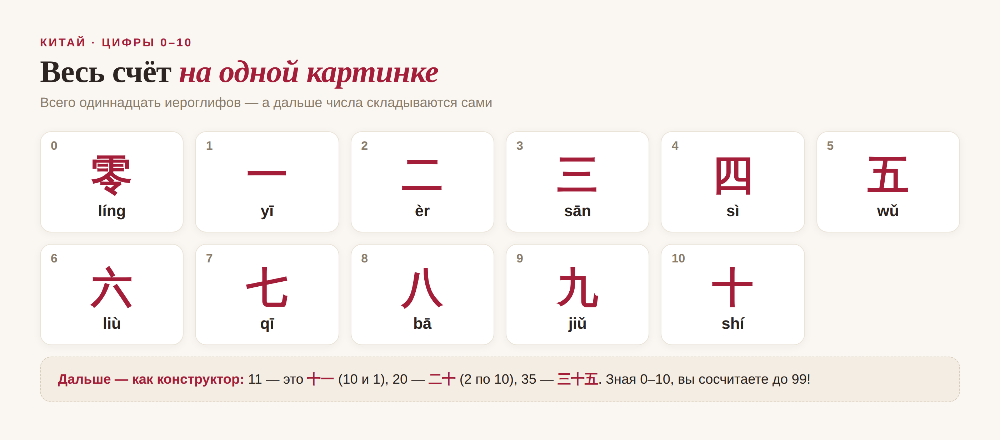 КИТАЙ · ЦИФРЫ 0–10
Весь счёт на одной картинке
Всего одиннадцать иероглифов — а дальше числа складываются сами
0
零
líng
1
一
yī
2
二
èr
3
三
sān
4
四
sì
5
五
wǔ
6
六
liù
7
七
qī
8
八
bā
9
九
jiǔ
10
十
shí
Дальше — как конструктор: 11 — это 十一 (10 и 1), 20 — 二十 (2 по 10), 35 — 三十五. Зная 0–10, вы сосчитаете до 99!